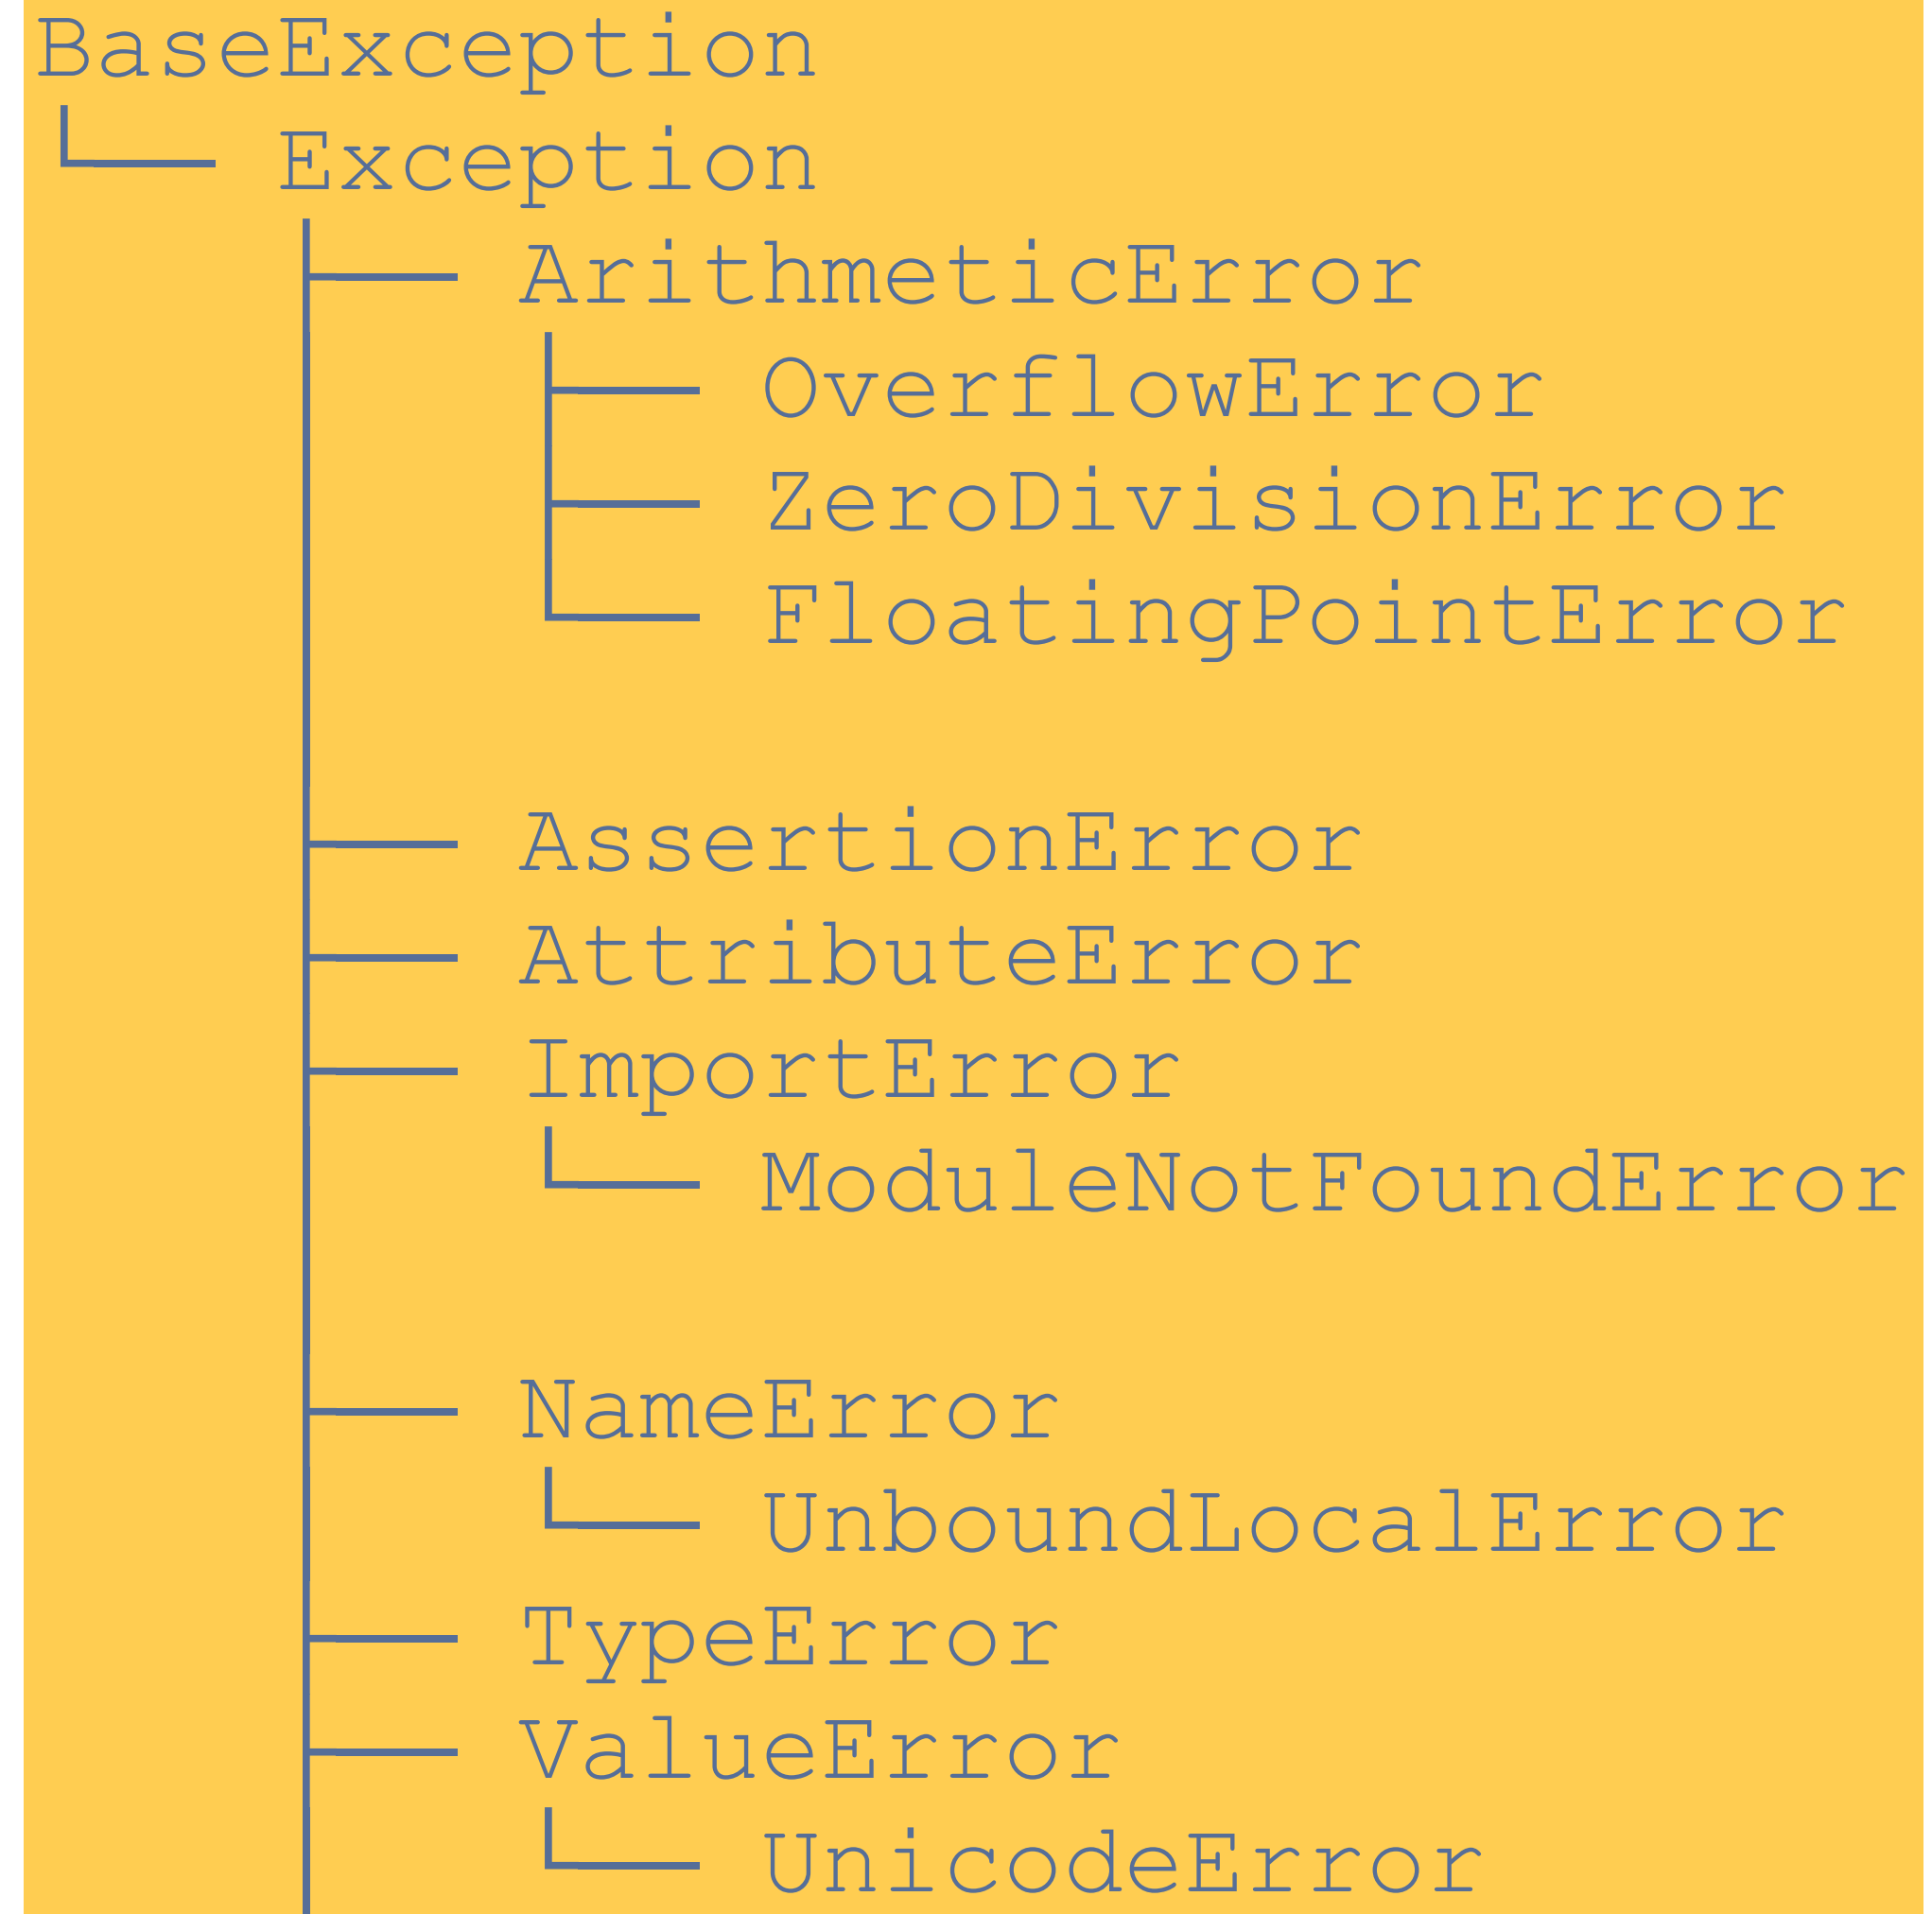 BaseException
Exception
ArithmeticError
OverflowError
ZeroDivisionError
FloatingPointError
AssertionError
AttributeError
ImportError
ModuleNotFoundError
NameError
UnboundLocalError
TypeError
ValueError
UnicodeError